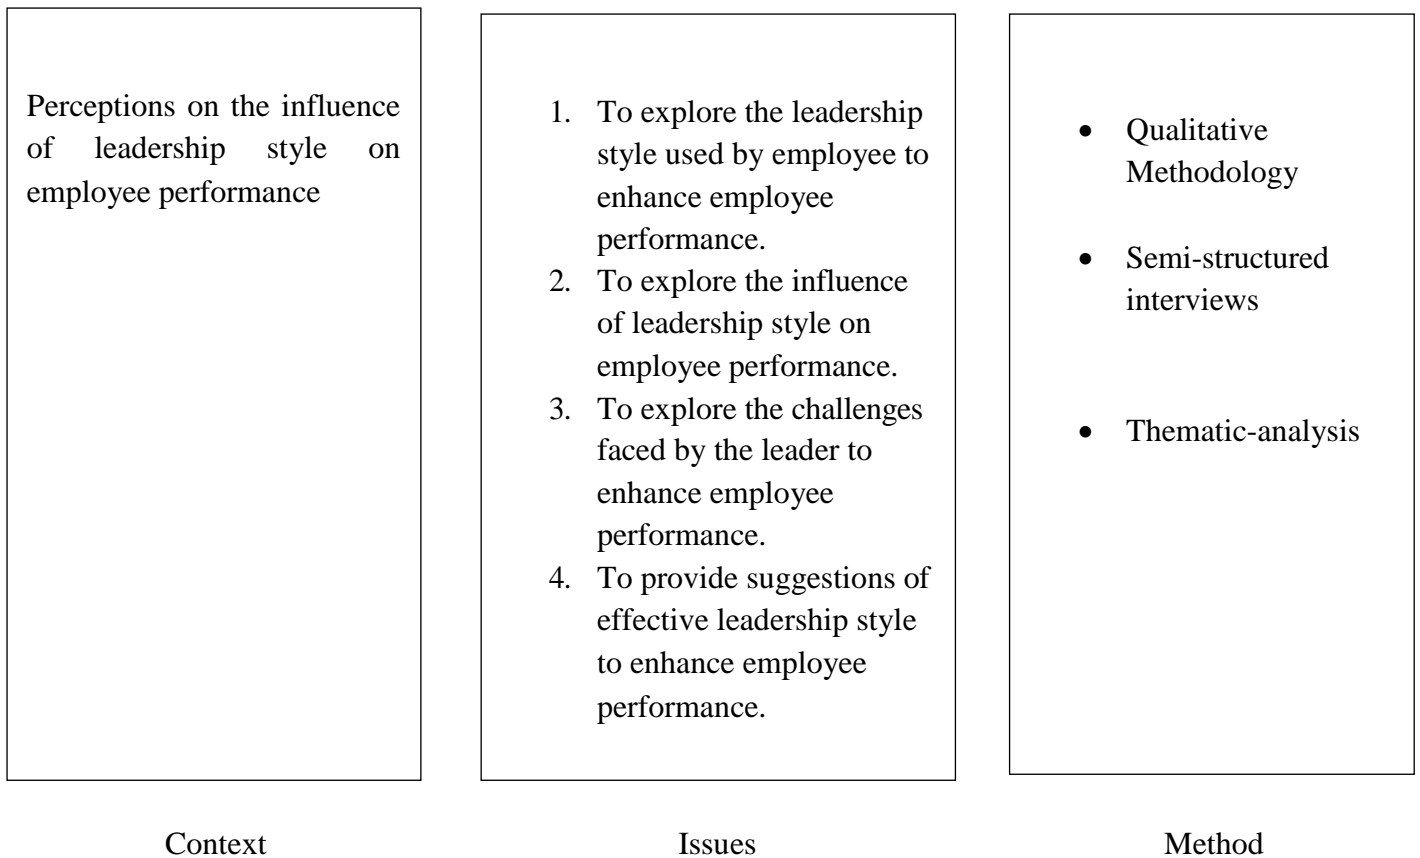 Perceptions on the influence
of leadership style on
employee performance
1. To explore the leadership
style used by employee to
enhance employee
performance.
2. To explore the influence
of leadership style on
employee performance.
3. To explore the challenges
faced by the leader to
enhance employee
performance.
4. To provide suggestions of
effective leadership style
to enhance employee
performance.
• Qualitative
Methodology
• Semi-structured
interviews
• Thematic-analysis
Context
Issues
Method